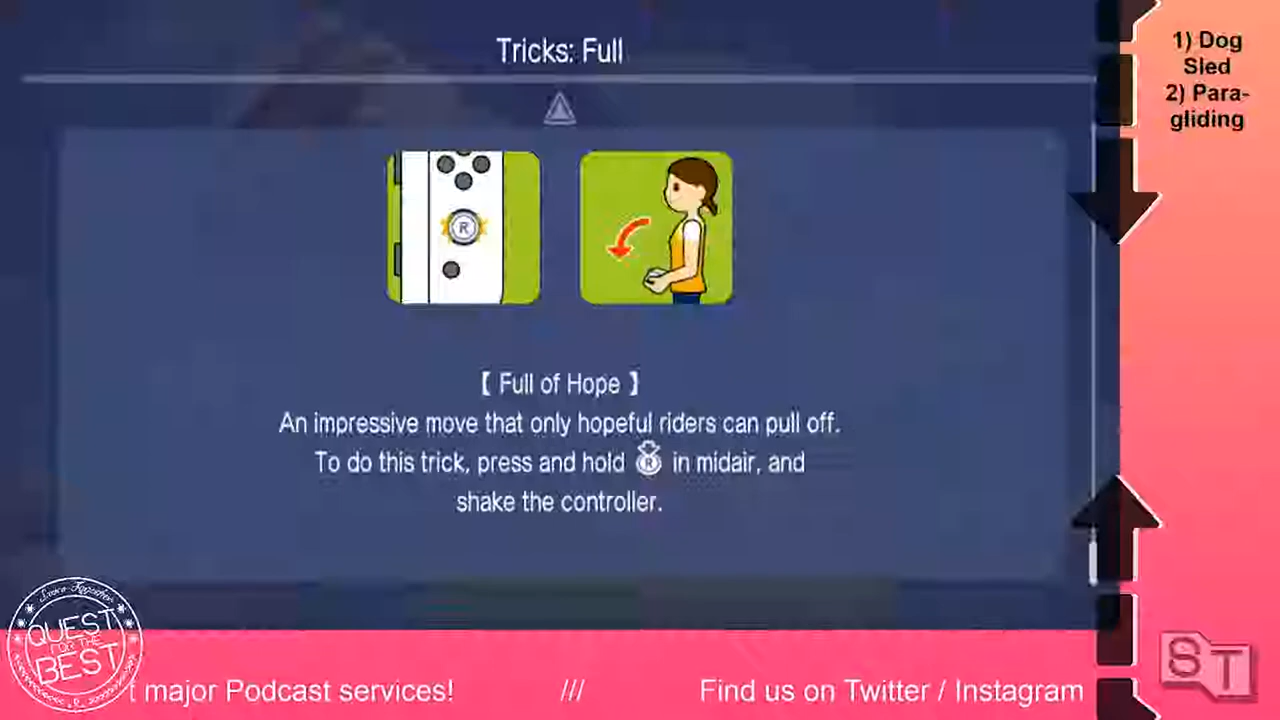 Tricks: Full
1) Dog
Sled
2) Para-
gliding
R
【 Full of Hope 】
An impressive move that only hopeful riders can pull off.
To do this trick, press and hold R in midair, and
shake the controller.
QUEST
FOR THE
BEST
ST
t major Podcast services!
///
Find us on Twitter / Instagram